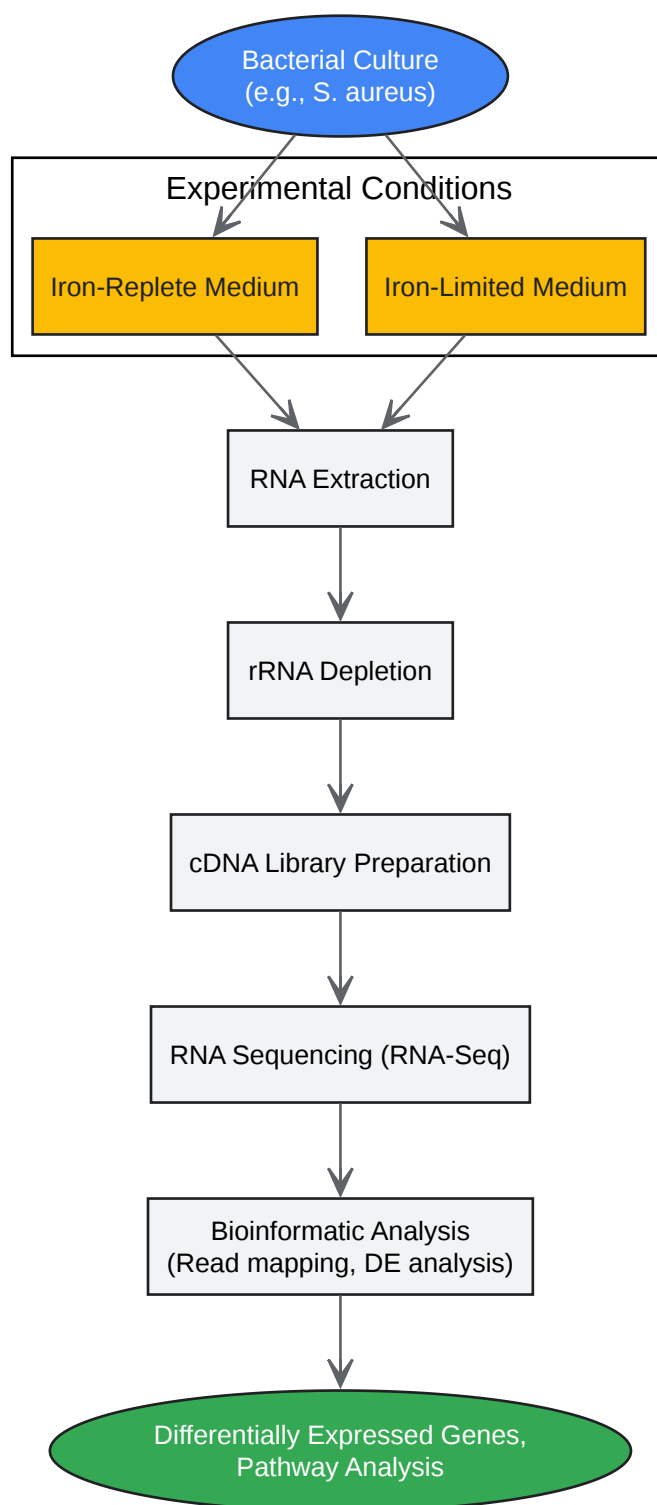 Bacterial Culture
(e.g., S. aureus)
Experimental Conditions
Iron-Replete Medium
Iron-Limited Medium
RNA Extraction
rRNA Depletion
cDNA Library Preparation
RNA Sequencing (RNA-Seq)
Bioinformatic Analysis
(Read mapping, DE analysis)
Differentially Expressed Genes,
Pathway Analysis